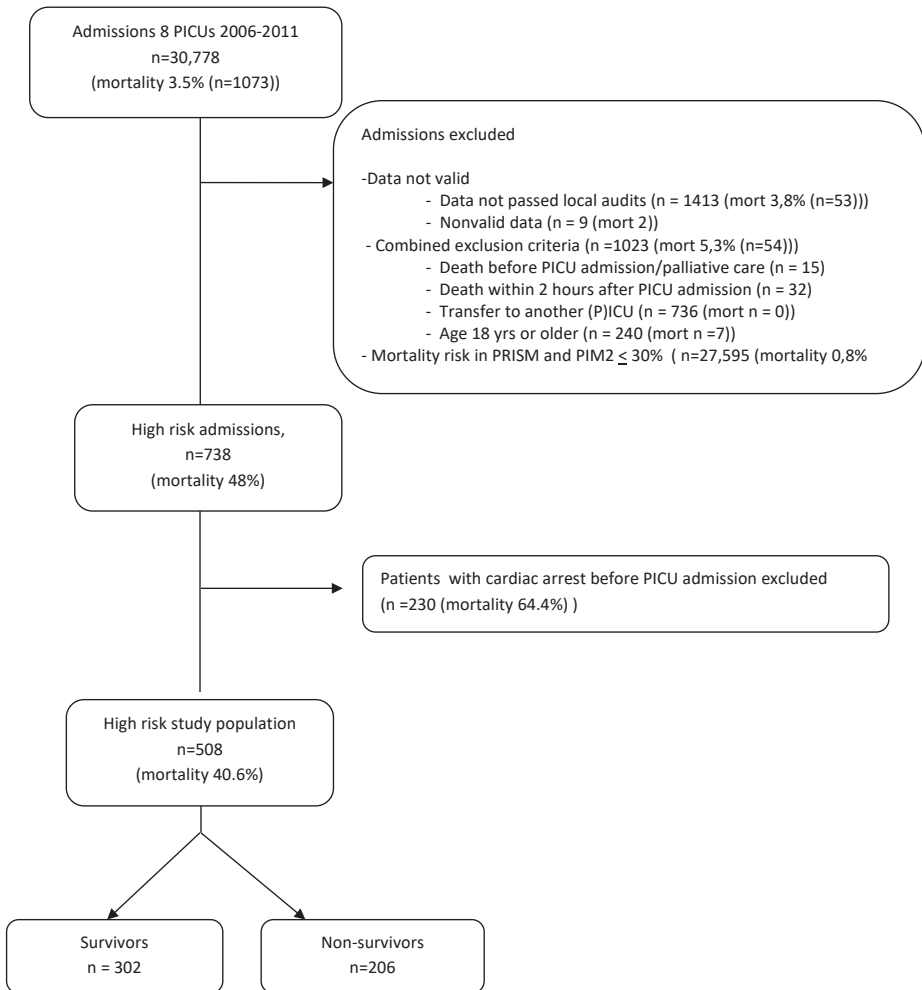 Admissions 8 PICUs 2006-2011
n=30,778
(mortality 3.5% (n=1073))
Admissions excluded
-Data not valid
- Data not passed local audits (n = 1413 (mort 3,8% (n=53)))
- Nonvalid data (n = 9 (mort 2))
- Combined exclusion criteria (n =1023 (mort 5,3% (n=54)))
- Death before PICU admission/palliative care (n = 15)
- Death within 2 hours after PICU admission (n = 32)
- Transfer to another (P)ICU (n = 736 (mort n = 0))
- Age 18 yrs or older (n = 240 (mort n =7))
- Mortality risk in PRISM and PIM2 ≤ 30% ( n=27,595 (mortality 0,8%
High risk admissions,
n=738
(mortality 48%)
Patients with cardiac arrest before PICU admission excluded
(n =230 (mortality 64.4%) )
High risk study population
n=508
(mortality 40.6%)
Survivors
n = 302
Non-survivors
n=206